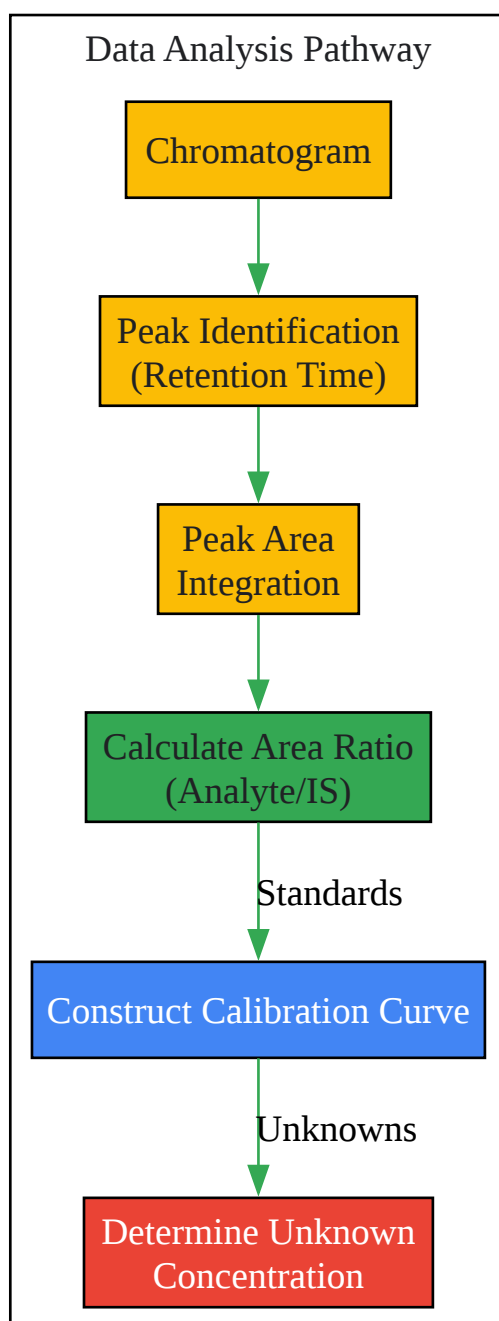 Data Analysis Pathway
Chromatogram
Peak Identification
(Retention Time)
Peak Area
Integration
Calculate Area Ratio
(Analyte/IS)
Standards
Construct Calibration Curve
Unknowns
Determine Unknown
Concentration